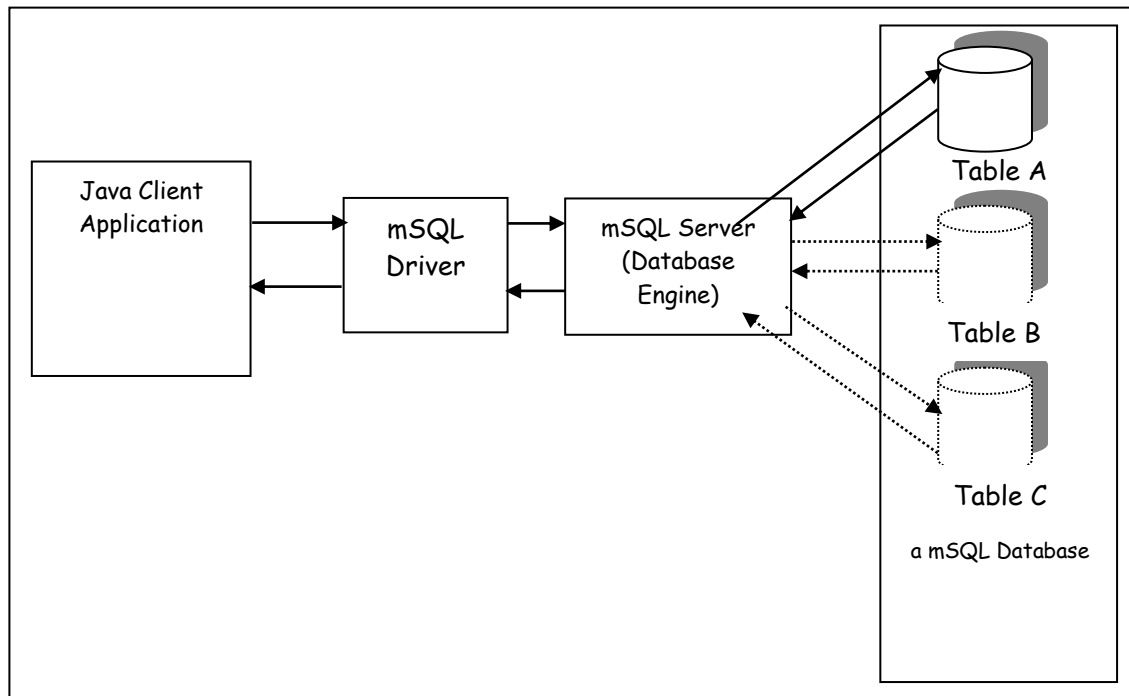 Java Client
Application
mSQL
Driver
mSQL Server
(Database
Engine)
Table A
Table B
Table C
a mSQL Database